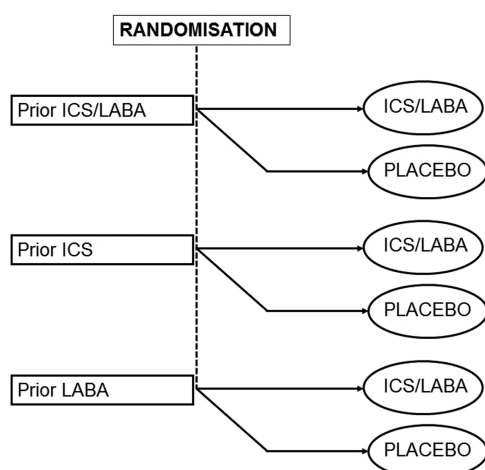 RANDOMISATION
Prior ICS/LABA
ICS/LABA
PLACEBO
Prior ICS
ICS/LABA
PLACEBO
Prior LABA
ICS/LABA
PLACEBO